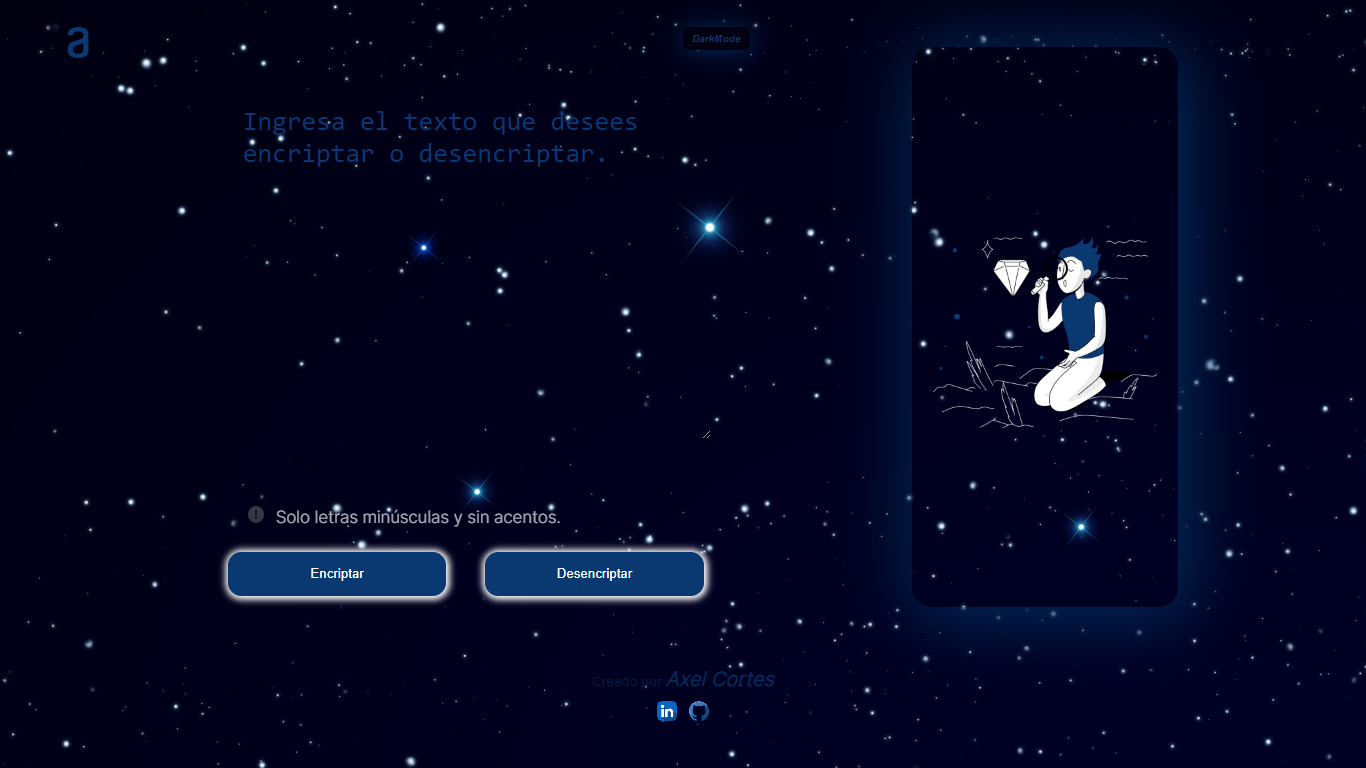 a
DarkMode
Ingresa el texto que desees
encriptar o desencriptar.
Solo letras minúsculas y sin acentos.
Encriptar
Desencriptar
Creado por Axel Cortes
in